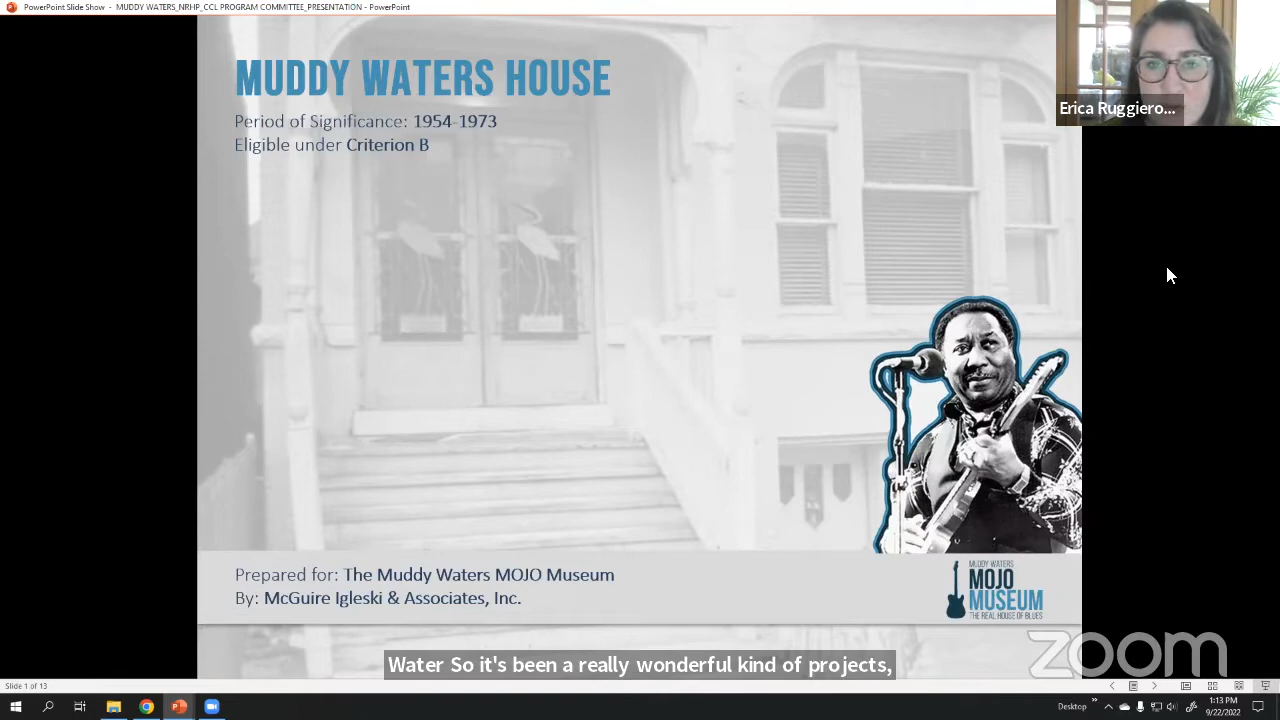 PowerPoint Slide Show - MUDDY WATERS_NRHP_CCL PROGRAM COMMITTEE_PRESENTATION - PowerPoint
Erica Ruggiero...
MUDDY WATERS HOUSE
Period of Significance: 1954-1973
Eligible under Criterion B
Prepared for: The Muddy Waters MOJO Museum
By: McGuire Igleski & Associates, Inc.
MUDDY WATERS
MOJO
MUSEUM
THE REAL HOUSE OF BLUES
zoom
Water So it's been a really wonderful kind of projects,
Slide 1 of 13
Desktop
1:13 PM
9/22/2022